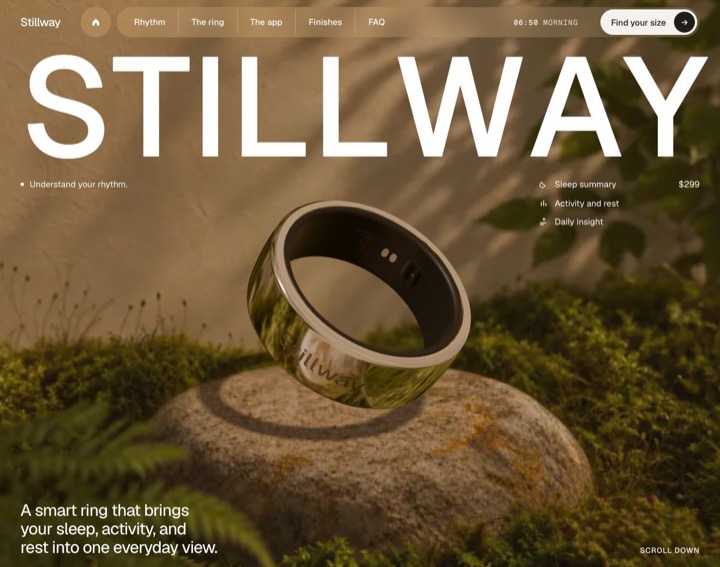 Stillway
Rhythm
The ring
The app
Finishes
FAQ
06:50 MORNING
Find your size
STILLWAY
Understand your rhythm.
Sleep summary
$299
Activity and rest
Daily insight
Stillway
A smart ring that brings
your sleep, activity, and
rest into one everyday view.
SCROLL DOWN